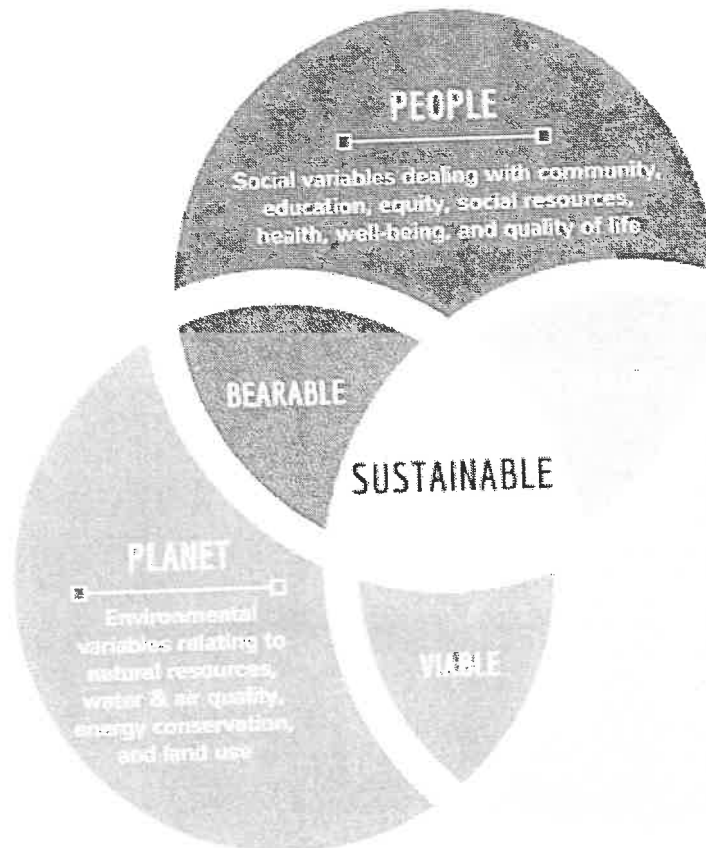 PEOPLE
Social variables dealing with community,
education, equity, social resources,
health, well-being, and quality of life
BEARABLE
SUSTAINABLE
PLANET
Environmental
variables relating to
natural resources,
water & air quality,
energy conservation,
and land use
VIABLE